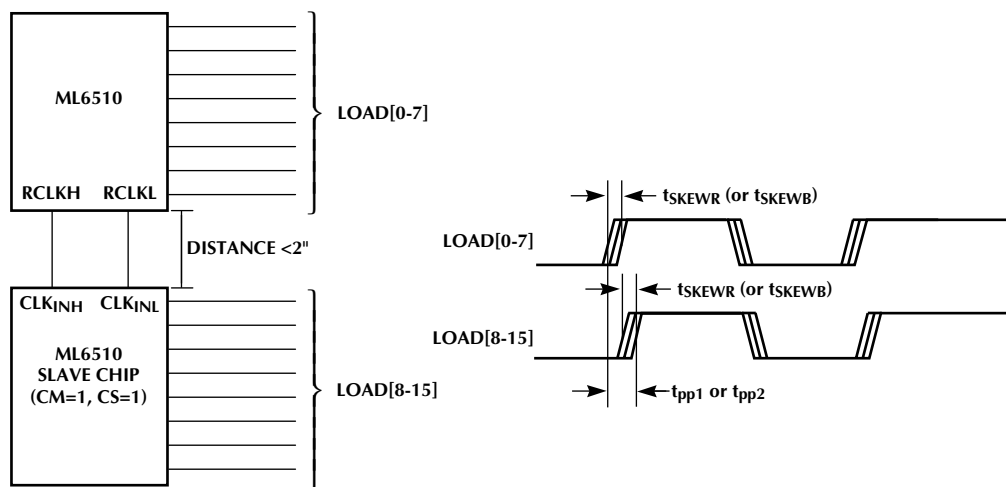 ML6510
LOAD[0-7]
RCLKH RCLKL
DISTANCE <2"
CLKINH CLKINL
ML6510
SLAVE CHIP
(CM=1, CS=1)
LOAD[8-15]
tSKEWR (or tSKEWB)
LOAD[0-7]
tSKEWR (or tSKEWB)
LOAD[8-15]
tpp1 or tpp2